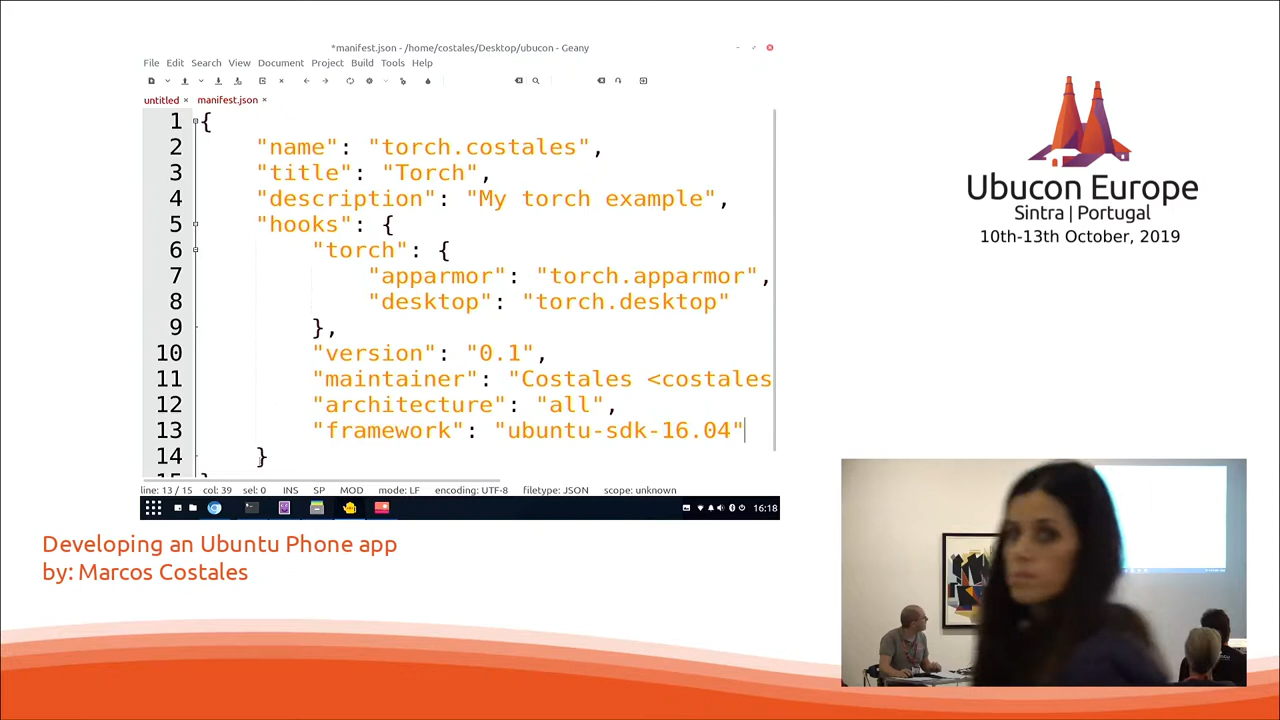 *manifest.json - /home/costales/Desktop/ubucon - Geany
File Edit Search View Document Project Build Tools Help
untitled manifest.json
1 {
2 "name": "torch.costales",
3 "title": "Torch",
4 "description": "My torch example",
5 "hooks": {
6 "torch": {
7 "apparmor": "torch.apparmor",
8 "desktop": "torch.desktop"
9 },
10 "version": "0.1",
11 "maintainer": "Costales <costales
12 "architecture": "all",
13 "framework": "ubuntu-sdk-16.04"
14 }
line: 13 / 15 col: 39 sel: 0 INS SP MOD mode: LF encoding: UTF-8 filetype: JSON scope: unknown
16:18
Ubucon Europe
Sintra | Portugal
10th-13th October, 2019
Developing an Ubuntu Phone app
by: Marcos Costales